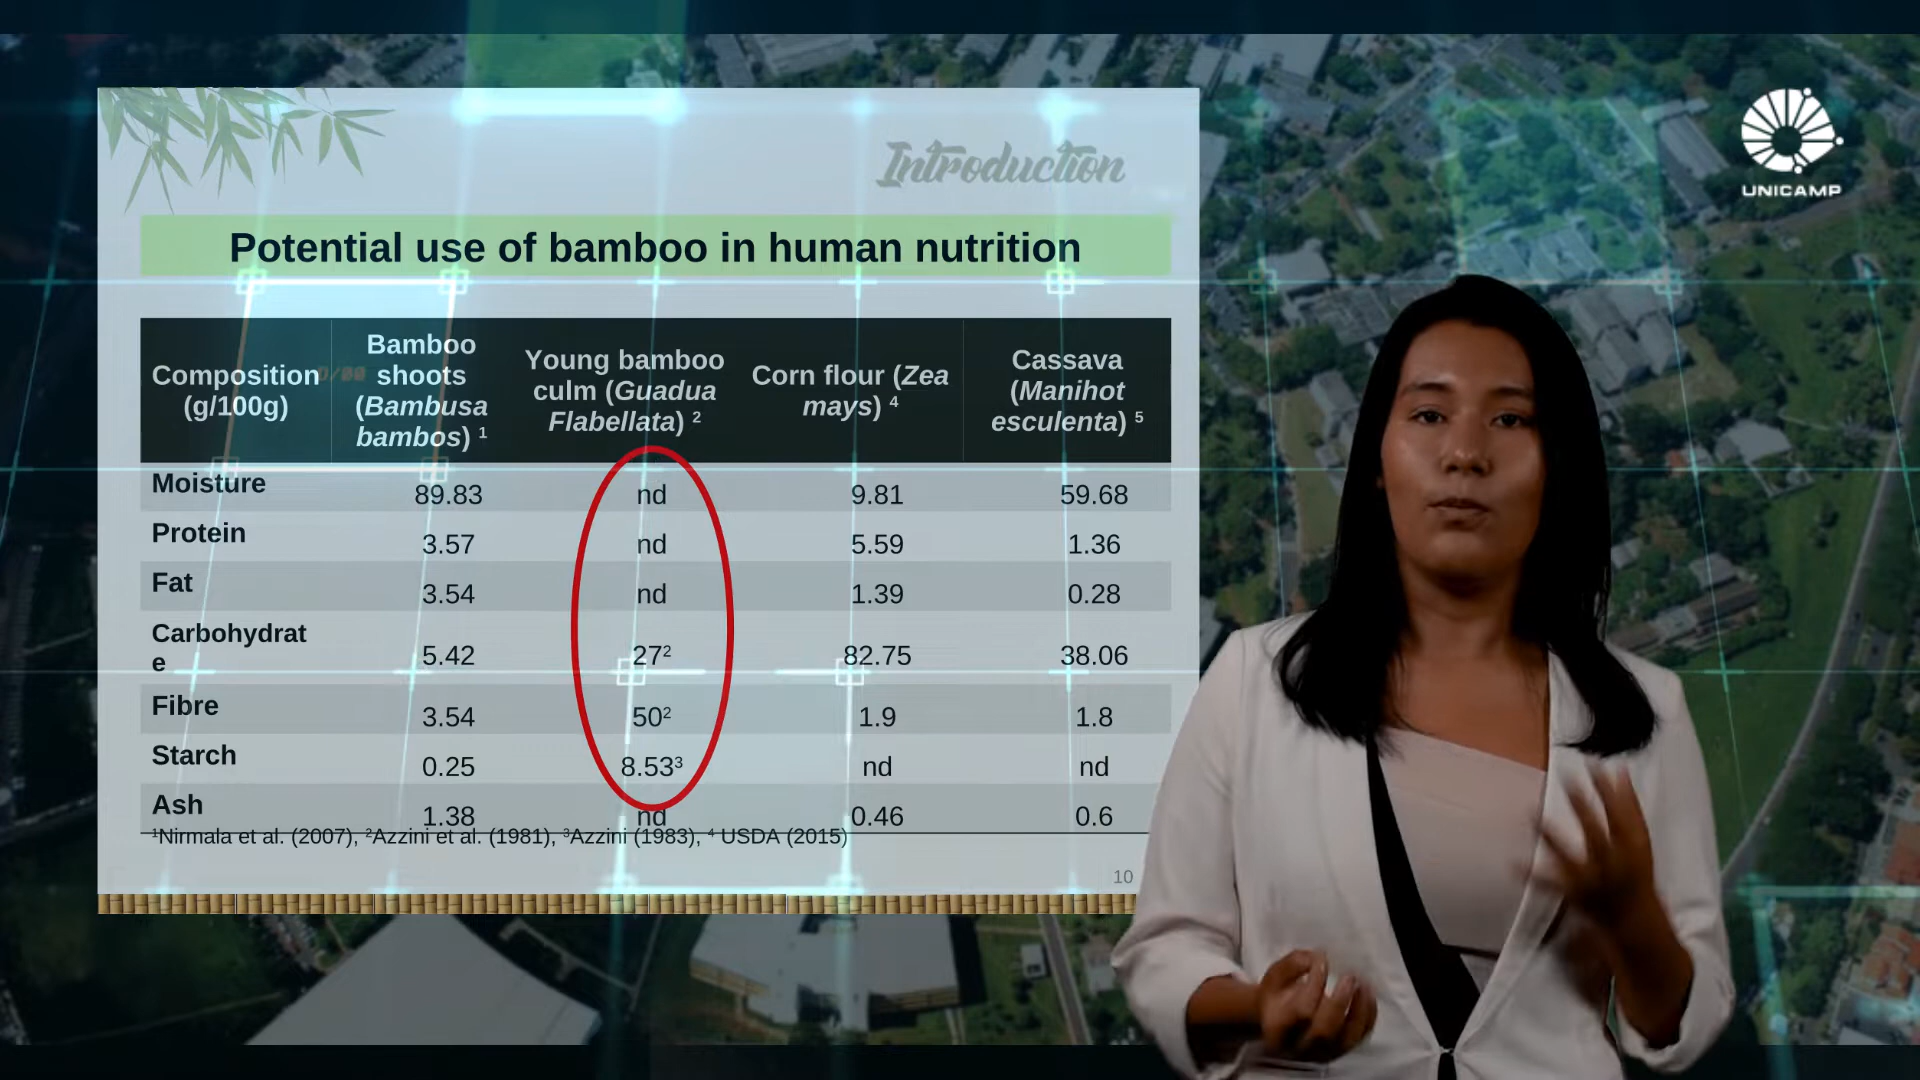 Introduction
UNICAMP
Potential use of bamboo in human nutrition
Composition (g/100g) Bamboo shoots (Bambusa bambos) ¹ Young bamboo culm (Guadua Flabellata) ² Corn flour (Zea mays) ⁴ Cassava (Manihot esculenta) ⁵
Moisture 89.83 nd 9.81 59.68
Protein 3.57 nd 5.59 1.36
Fat 3.54 nd 1.39 0.28
Carbohydrat
e 5.42 27² 82.75 38.06
Fibre 3.54 50² 1.9 1.8
Starch 0.25 8.53³ nd nd
Ash 1.38 nd 0.46 0.6
¹Nirmala et al. (2007), ²Azzini et al. (1981), ³Azzini (1983), ⁴ USDA (2015)
10